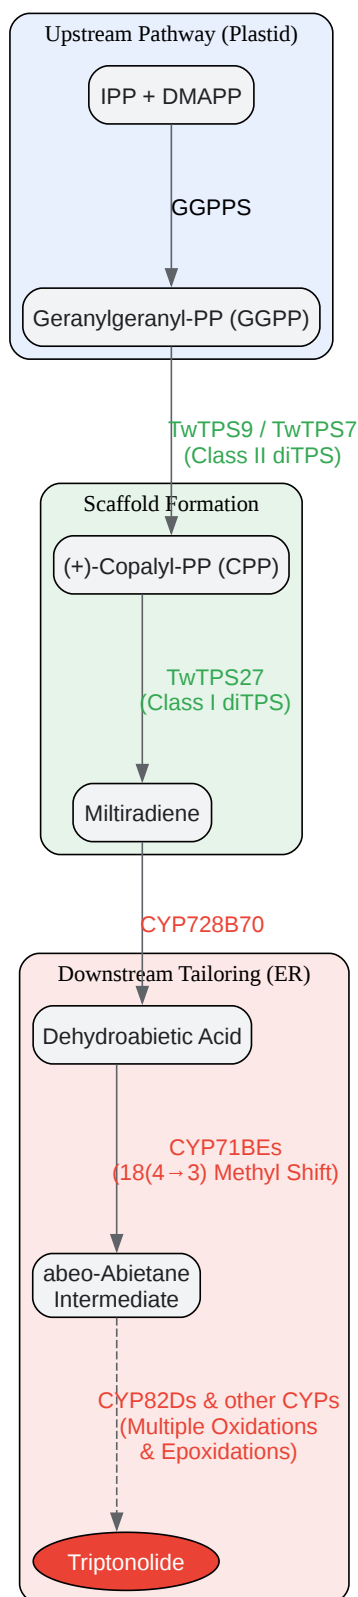 Upstream Pathway (Plastid)
IPP + DMAPP
GGPPS
Geranylgeranyl-PP (GGPP)
TwTPS9 / TwTPS7
(Class II diTPS)
Scaffold Formation
(+)-Copalyl-PP (CPP)
TwTPS27
(Class I diTPS)
Miltiradiene
CYP728B70
Downstream Tailoring (ER)
Dehydroabietic Acid
CYP71BEs
(18(4→3) Methyl Shift)
abeo-Abietane
Intermediate
CYP82Ds & other CYPs
(Multiple Oxidations
& Epoxidations)
Triptonolide